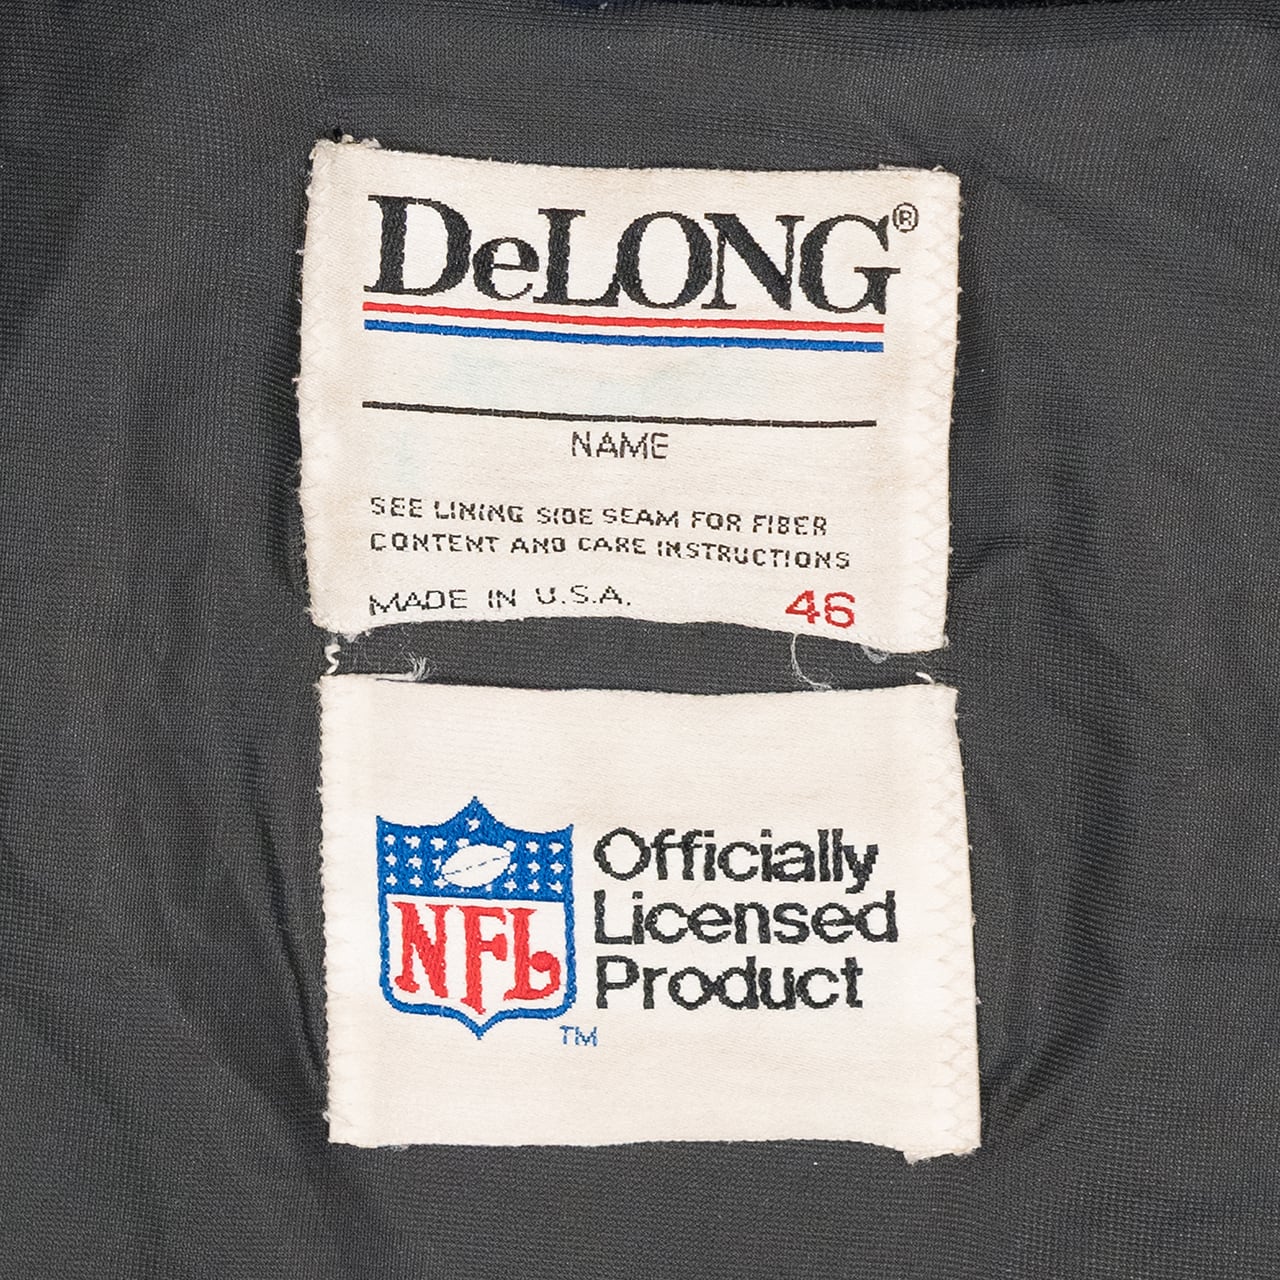 DeLONG®
NAME
SEE LINING SIDE SEAM FOR FIBER
CONTENT AND CARE INSTRUCTIONS
MADE IN U.S.A. 46
NFL
TM
Officially
Licensed
Product